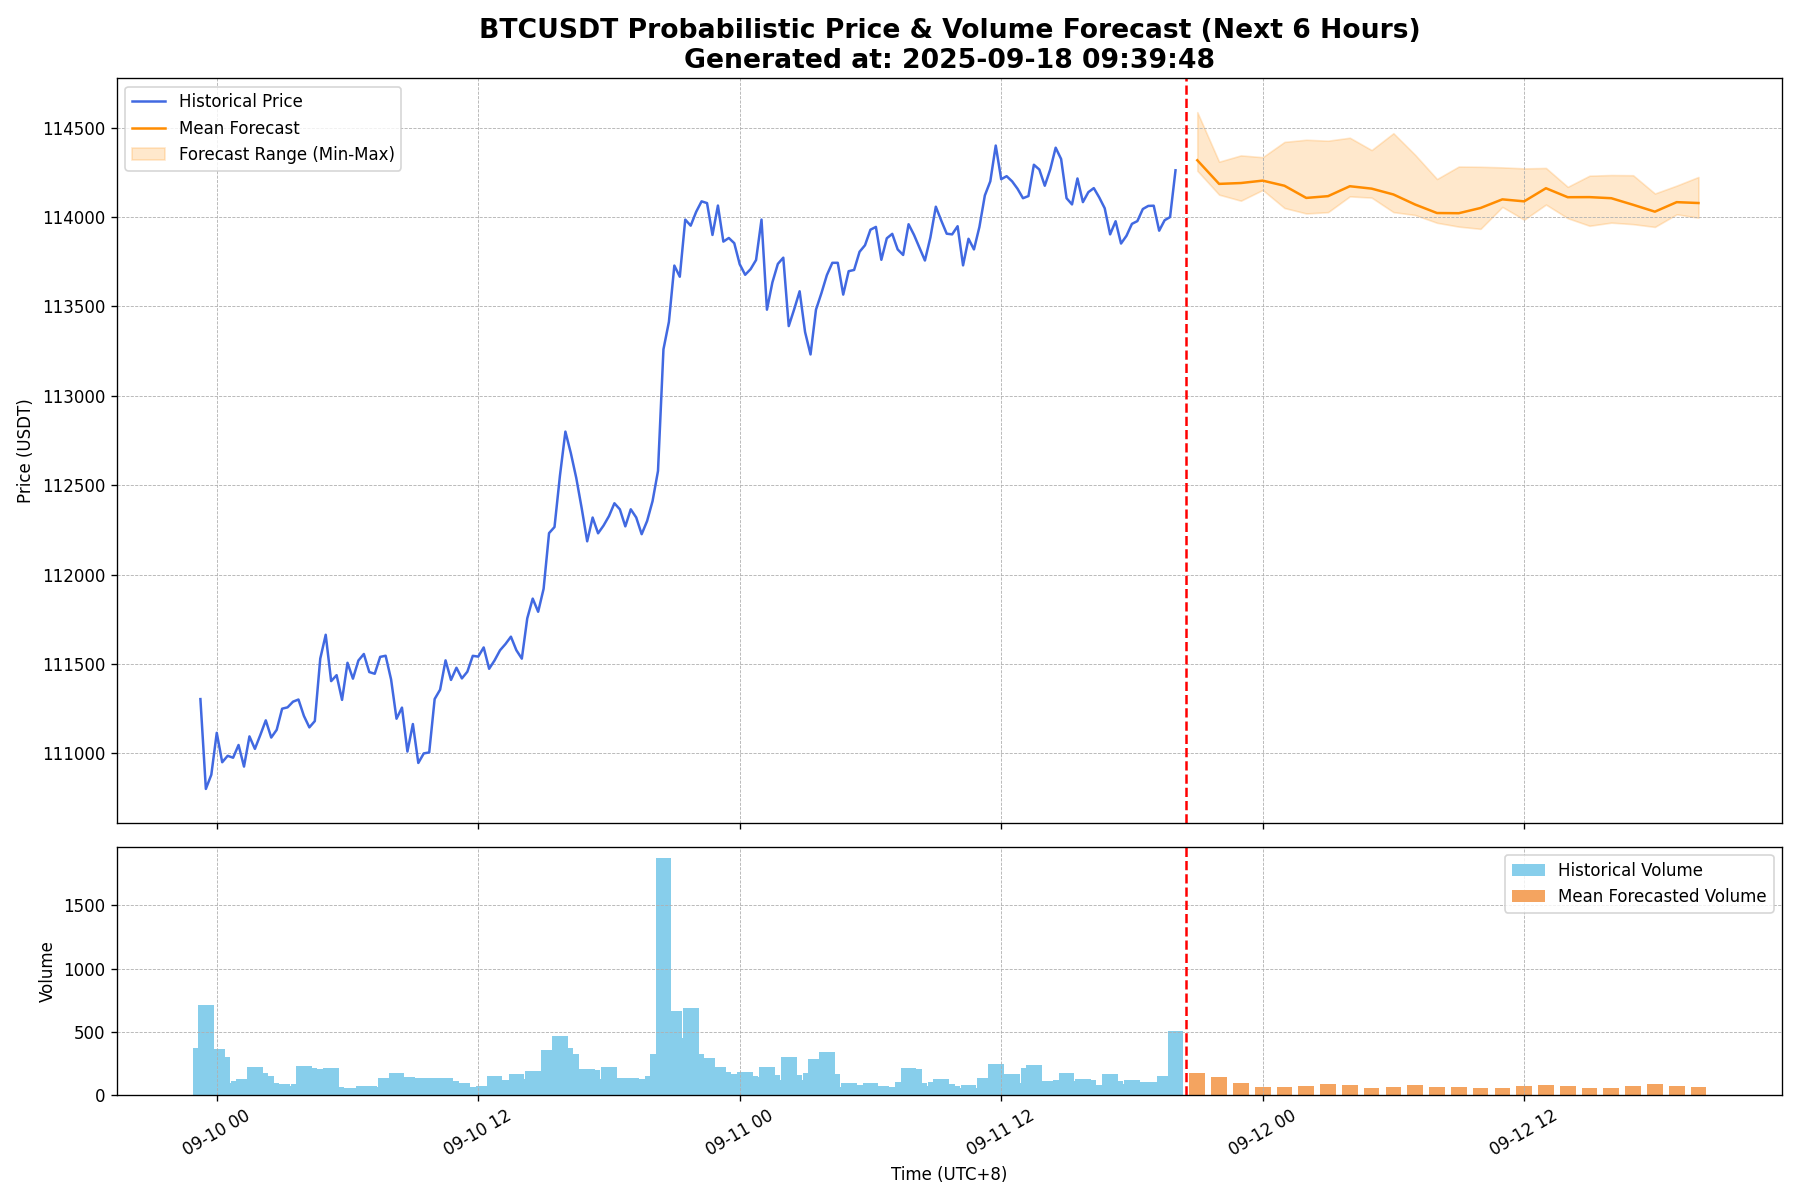 BTCUSDT Probabilistic Price & Volume Forecast (Next 6 Hours)
Generated at: 2025-09-18 09:39:48
Historical Price
Mean Forecast
Forecast Range (Min-Max)
114500
114000
113500
113000
112500
112000
111500
111000
Price (USDT)
Historical Volume
Mean Forecasted Volume
1500
1000
500
0
Volume
09-10 00
09-10 12
09-11 00
09-11 12
09-12 00
09-12 12
Time (UTC+8)